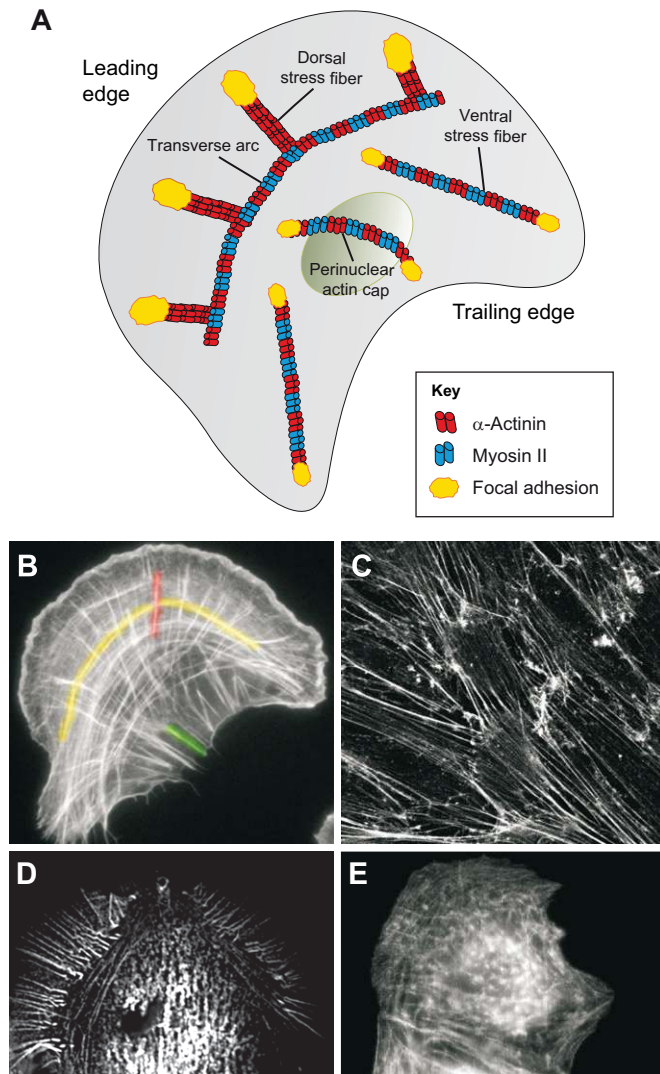 A
Leading
edge
Dorsal
stress fiber
Transverse arc
Ventral
stress fiber
Perinuclear
actin cap
Trailing edge
Key
α-Actinin
Myosin II
Focal adhesion
B
C
D
E